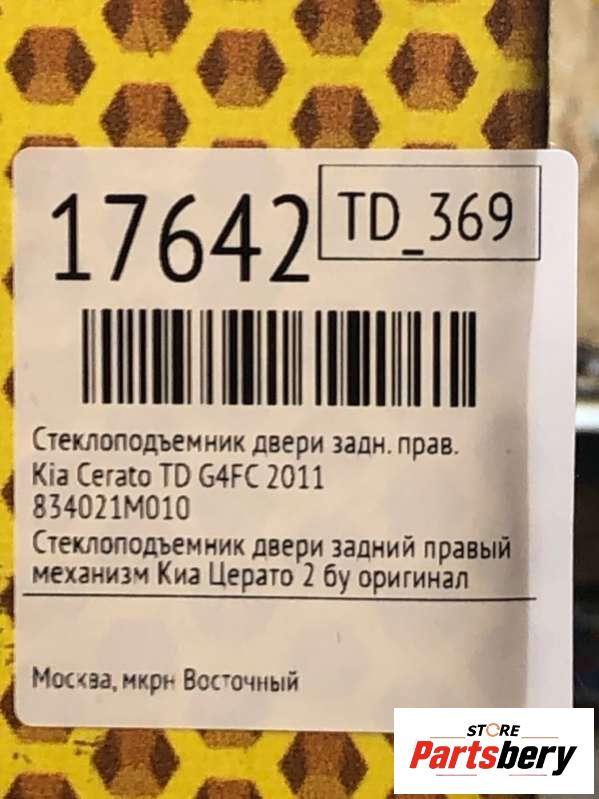 17642
TD_369
Стеклоподъемник двери задн. прав.
Kia Cerato TD G4FC 2011
834021M010
Стеклоподъемник двери задний правый
механизм Киа Церато 2 бу оригинал
Москва, мкрн Восточный
STORE
Partsbery